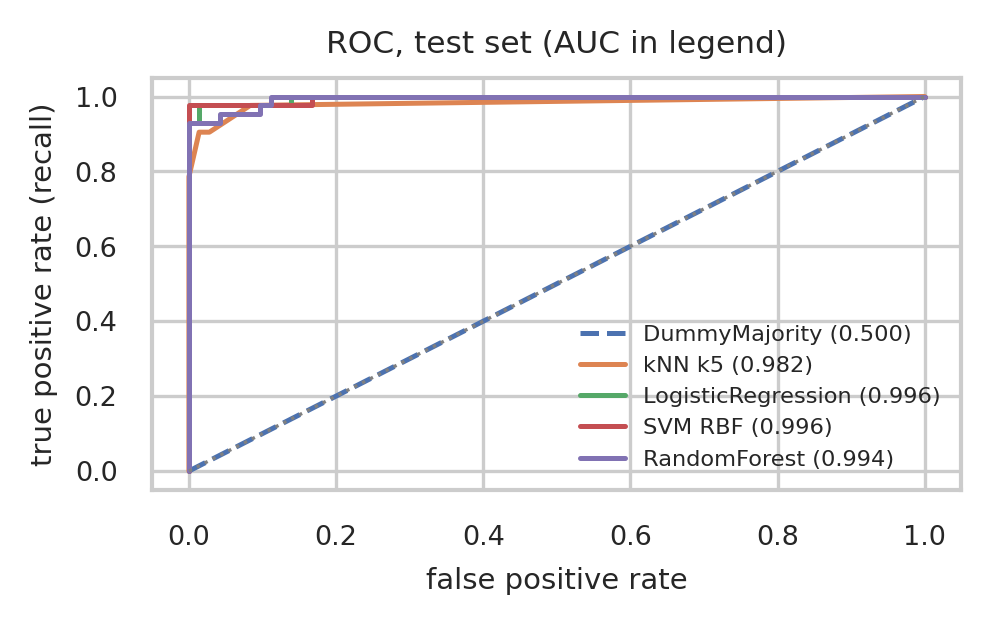 ROC, test set (AUC in legend)
true positive rate (recall)
1.0
0.8
0.6
0.4
0.2
0.0
DummyMajority (0.500)
kNN k5 (0.982)
LogisticRegression (0.996)
SVM RBF (0.996)
RandomForest (0.994)
0.0 0.2 0.4 0.6 0.8 1.0
false positive rate